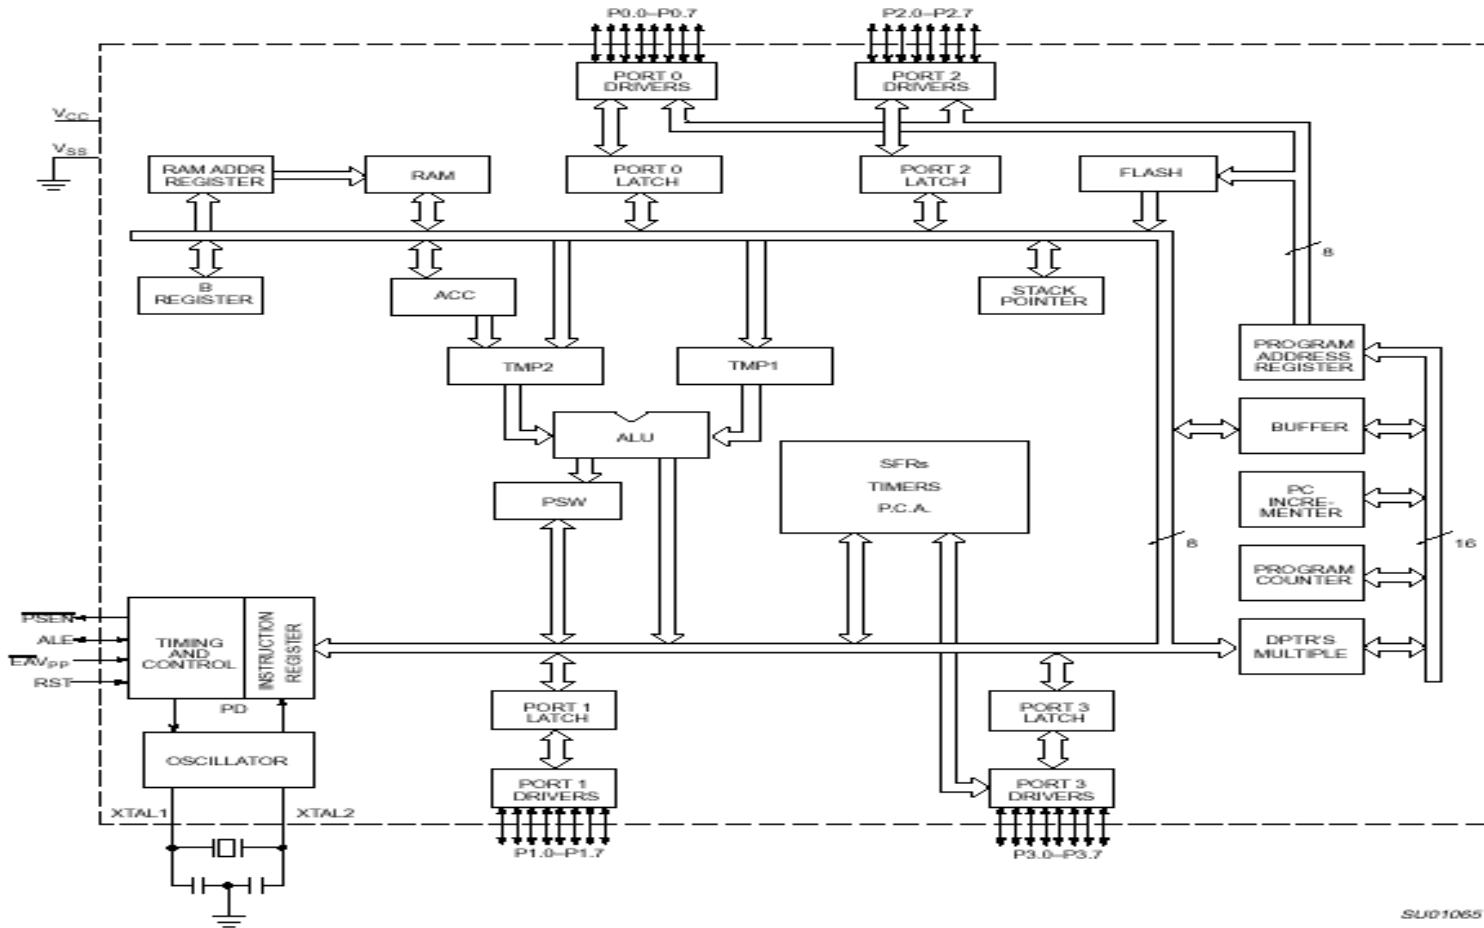 P0.0–P0.7
P2.0–P2.7
PORT 0
DRIVERS
PORT 2
DRIVERS
VCC
VSS
RAM ADDR
REGISTER
RAM
PORT 0
LATCH
PORT 2
LATCH
FLASH
8
B
REGISTER
ACC
STACK
POINTER
TMP2
TMP1
PROGRAM
ADDRESS
REGISTER
ALU
BUFFER
SFRs
TIMERS
P.C.A.
PSW
PC
INCRE-
MENTER
8
16
PROGRAM
COUNTER
PSEN
ALE
EAVPP
RST
TIMING
AND
CONTROL
INSTRUCTION
REGISTER
DPTR'S
MULTIPLE
PD
PORT 1
LATCH
PORT 3
LATCH
OSCILLATOR
PORT 1
DRIVERS
PORT 3
DRIVERS
XTAL1
XTAL2
P1.0–P1.7
P3.0–P3.7
SU01065